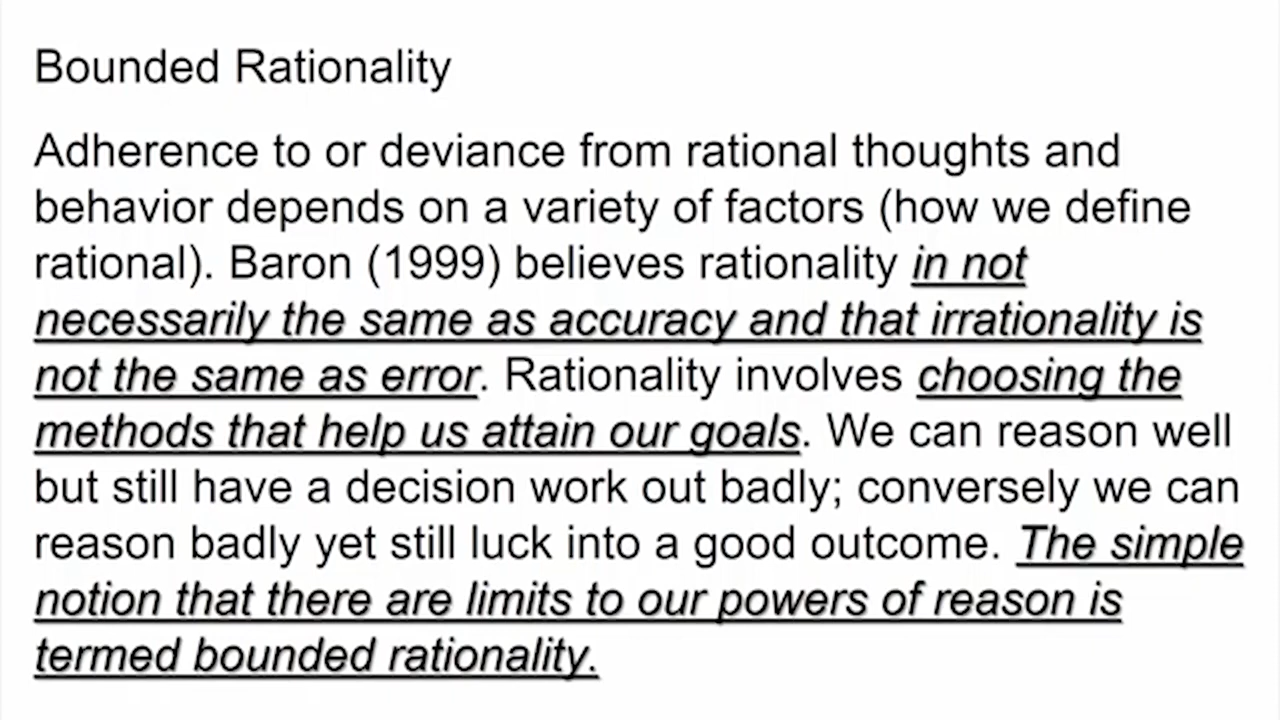 Bounded Rationality
Adherence to or deviance from rational thoughts and
behavior depends on a variety of factors (how we define
rational). Baron (1999) believes rationality in not
necessarily the same as accuracy and that irrationality is
not the same as error. Rationality involves choosing the
methods that help us attain our goals. We can reason well
but still have a decision work out badly; conversely we can
reason badly yet still luck into a good outcome. The simple
notion that there are limits to our powers of reason is
termed bounded rationality.